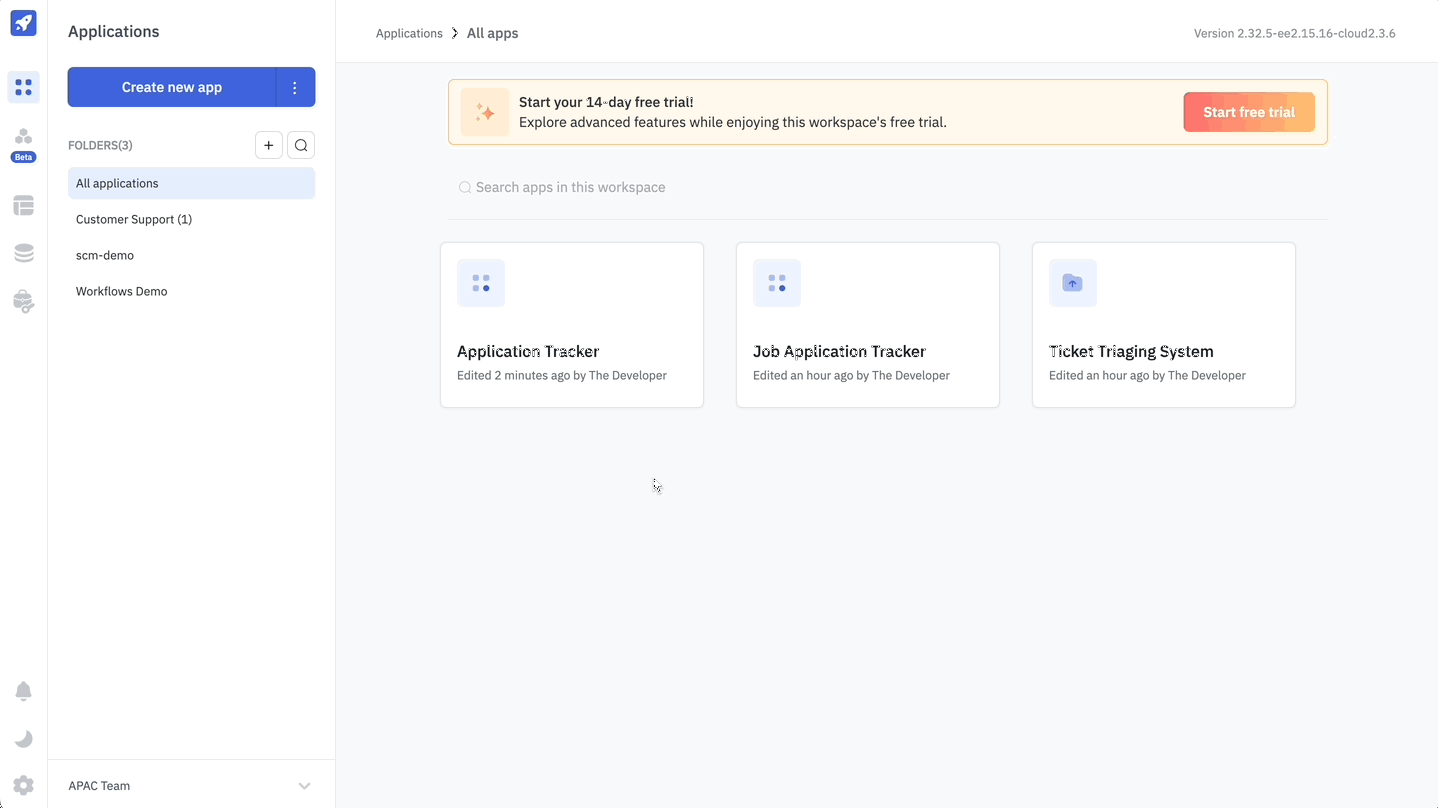 Applications
Create new app
Beta
FOLDERS(3)
All applications
Customer Support (1)
scm-demo
Workflows Demo
APAC Team
Applications > All apps
Version 2.32.5-ee2.15.16-cloud2.3.6
Start your 14-day free trial!
Explore advanced features while enjoying this workspace's free trial.
Start free trial
Search apps in this workspace
Application Tracker
Edited 2 minutes ago by The Developer
Job Application Tracker
Edited an hour ago by The Developer
Ticket Triaging System
Edited an hour ago by The Developer